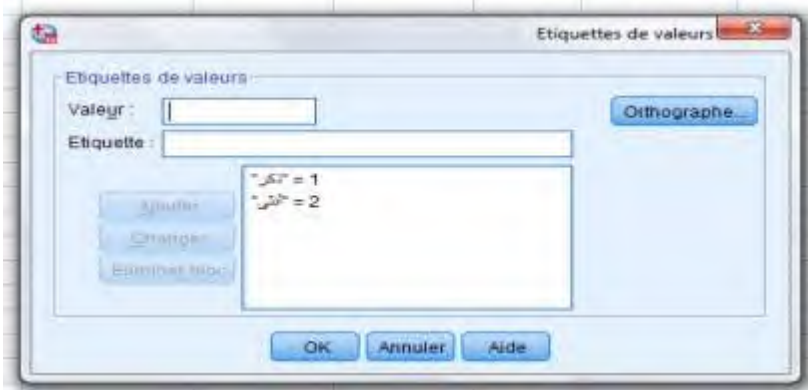 Etiquettes de valeurs
Etiquettes de valeurs
Valeur :
Orthographe...
Etiquette :
"ذكر" = 1
"أنثى" = 2
Ajouter
Changer
Eliminer bloc
OK Annuler Aide